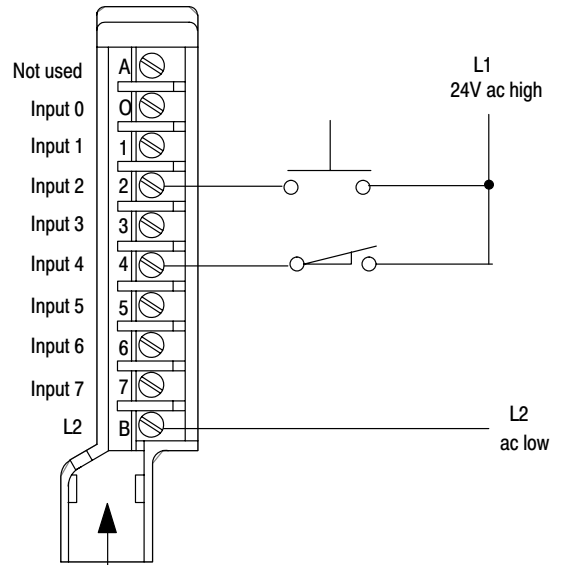 Not used A
Input 0 O
Input 1 1
Input 2 2
Input 3 3
Input 4 4
Input 5 5
Input 6 6
Input 7 7
L2 B
L1
24V ac high
L2
ac low